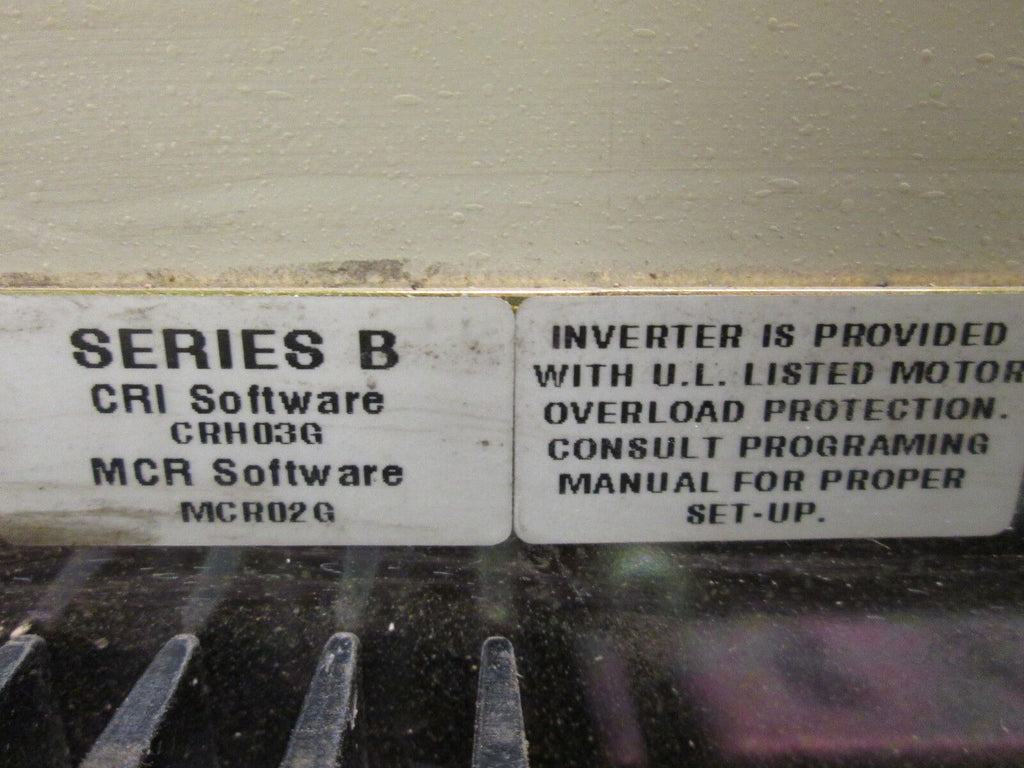 SERIES B
CRI Software
CRH03G
MCR Software
MCR02G
INVERTER IS PROVIDED
WITH U.L. LISTED MOTOR
OVERLOAD PROTECTION.
CONSULT PROGRAMING
MANUAL FOR PROPER
SET-UP.